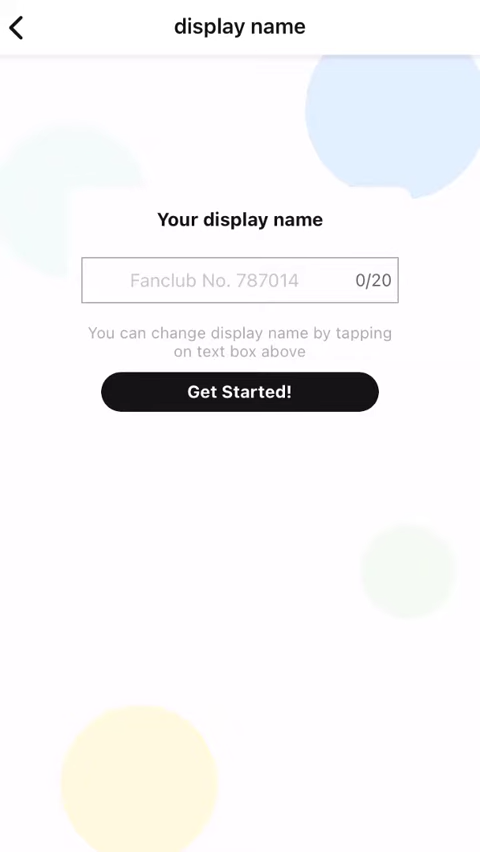 display name
Your display name
Fanclub No. 787014 0/20
You can change display name by tapping
on text box above
Get Started!